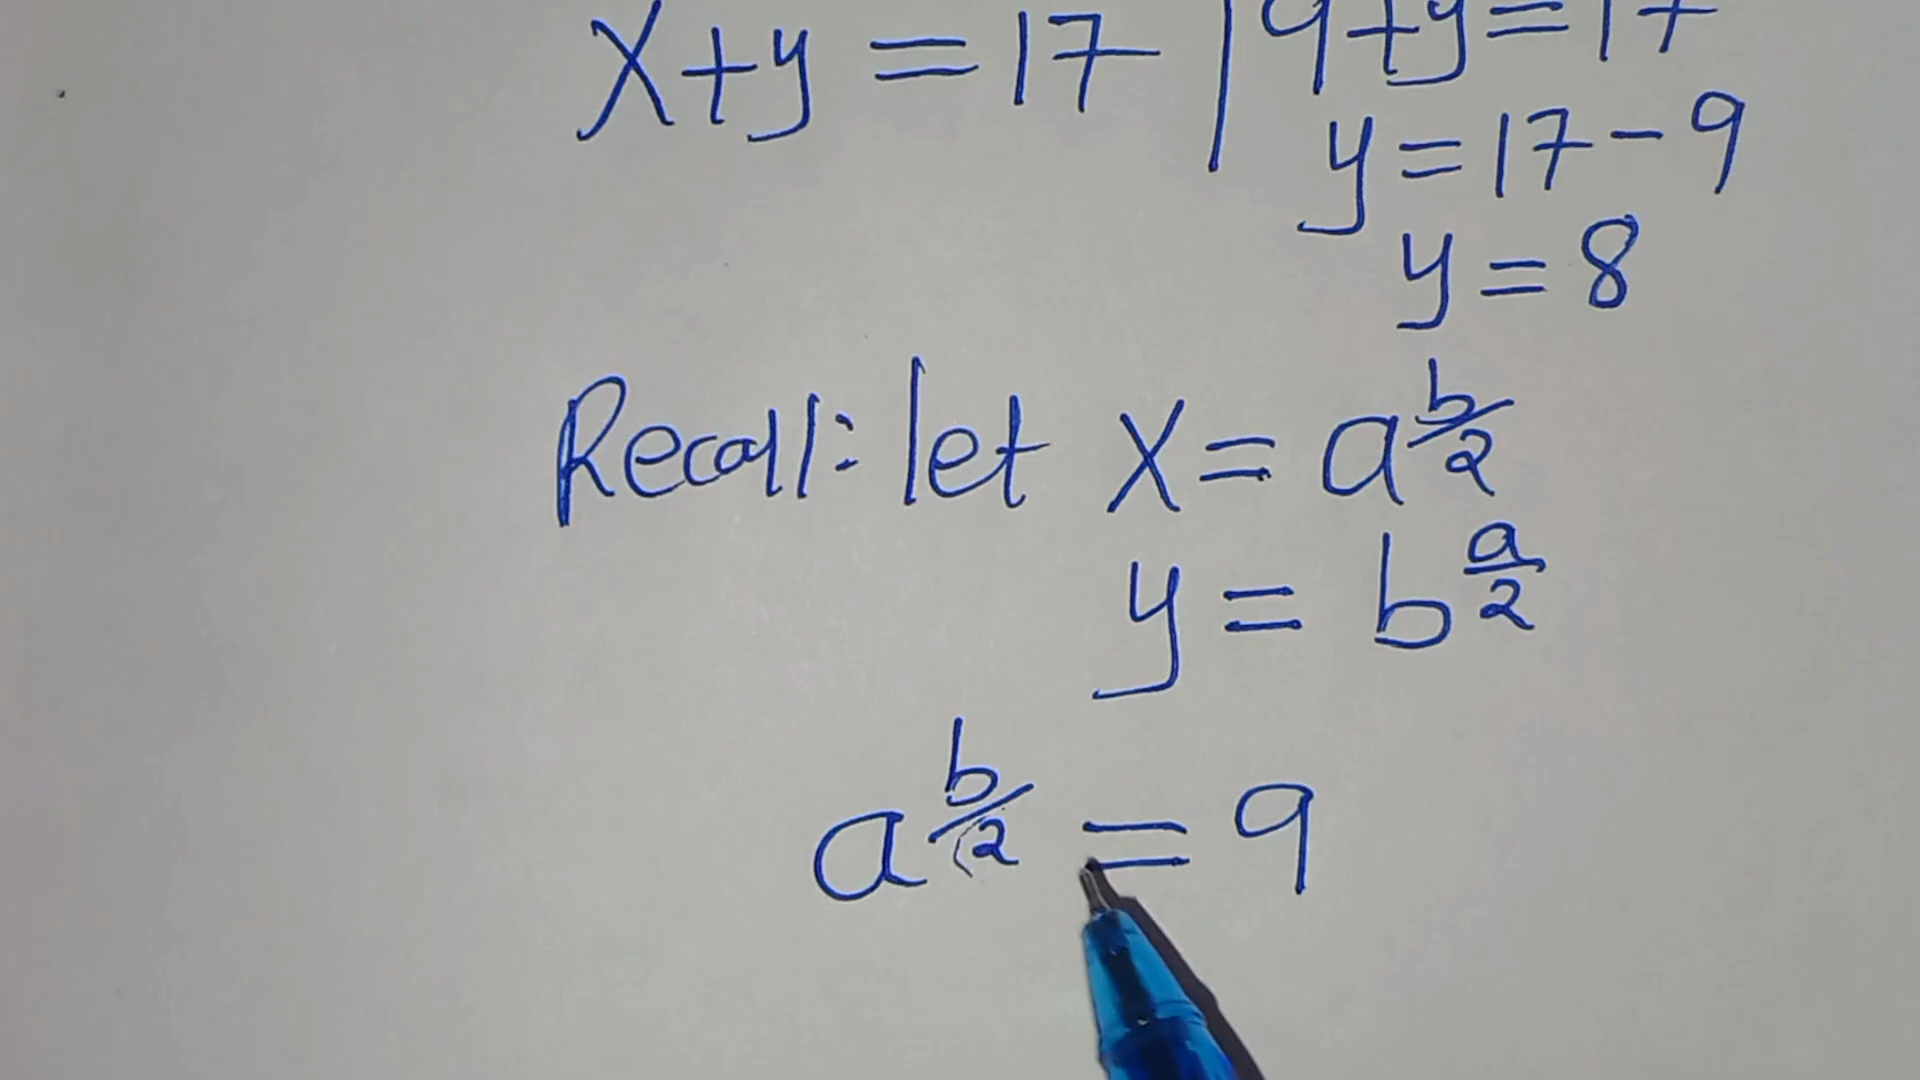 x+y = 17 | 9+y = 17
y = 17 - 9
y = 8
Recall: let x = a^(b/2)
y = b^(a/2)
a^(b/2) = 9